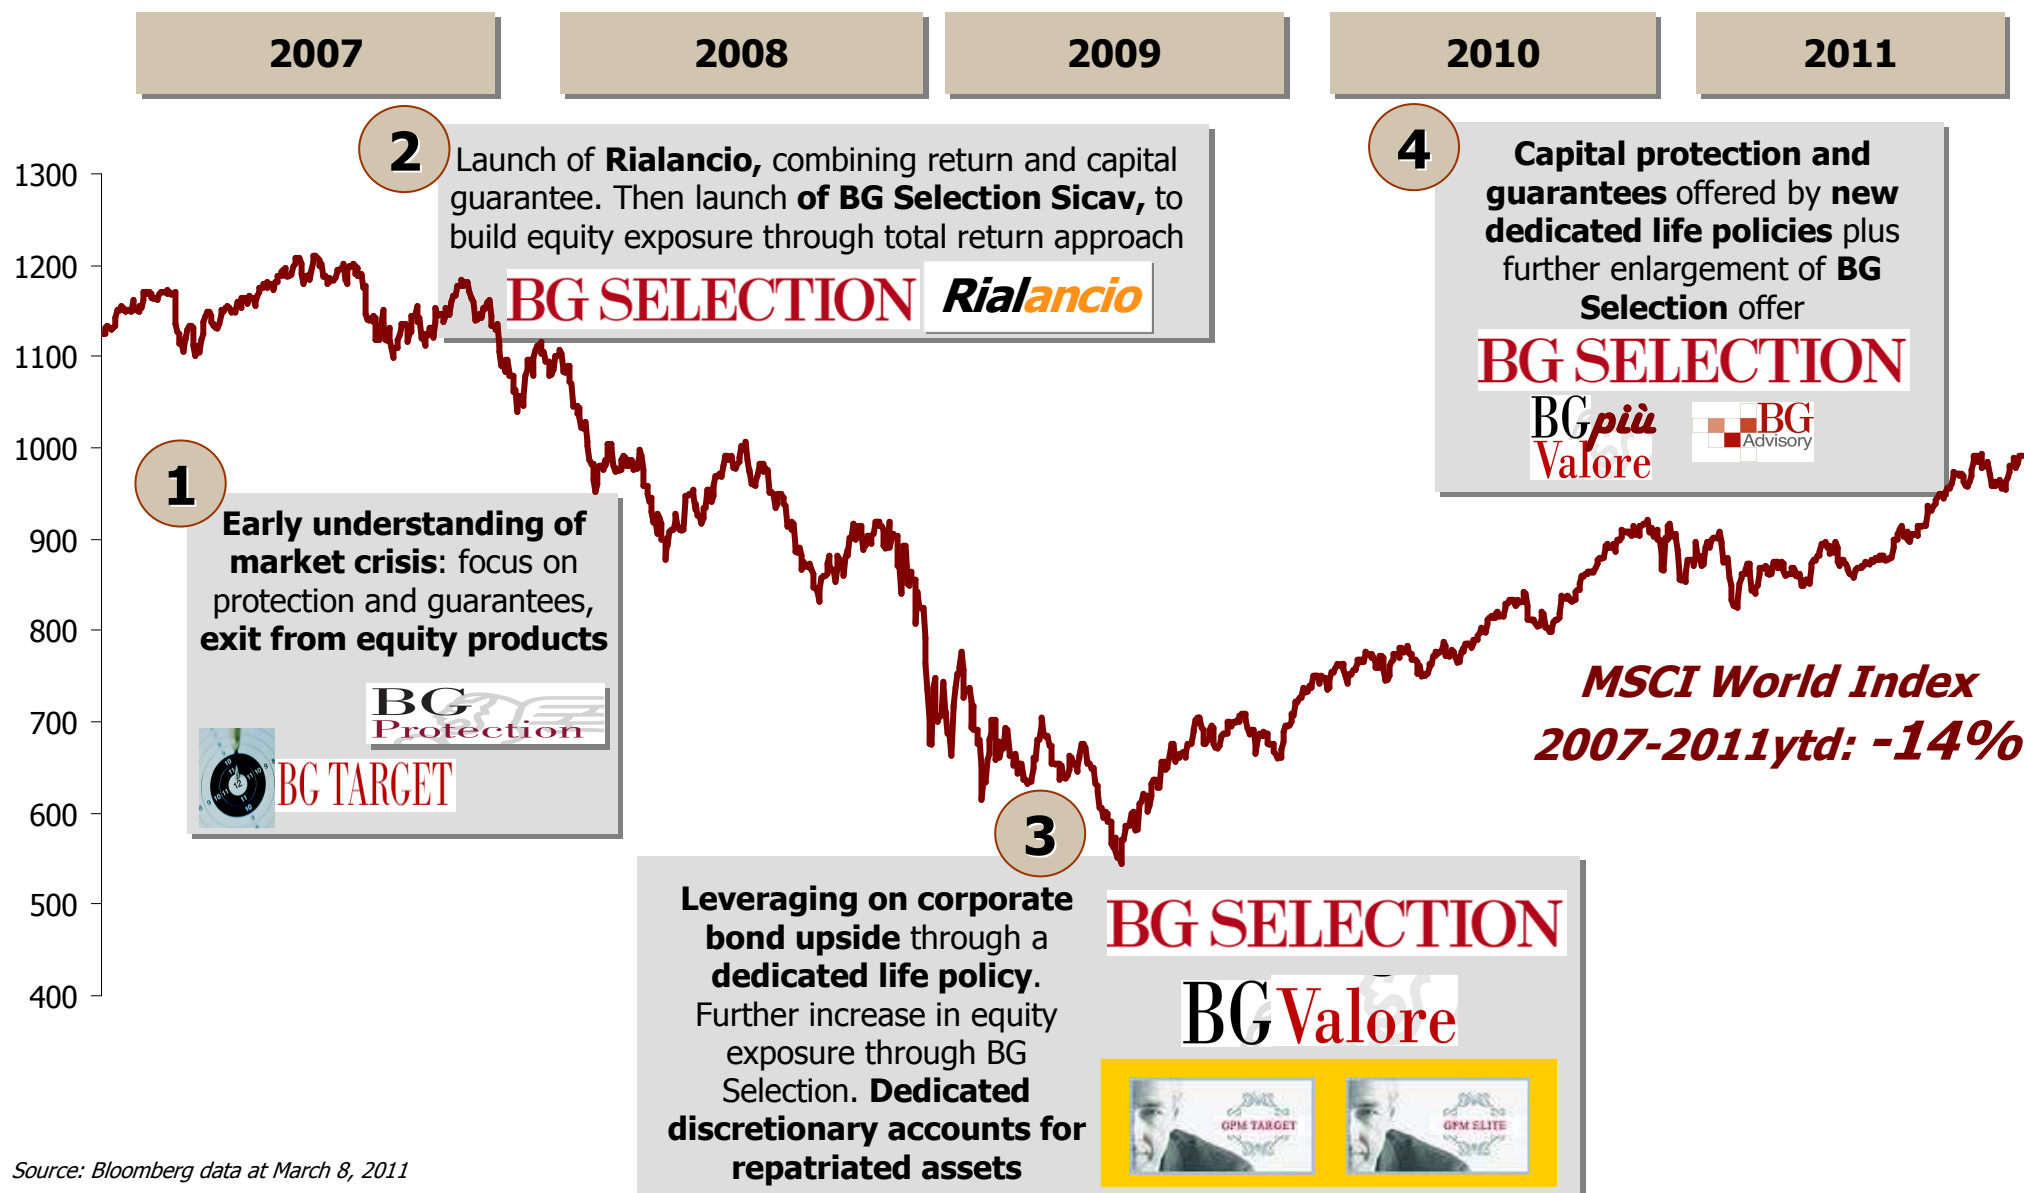 2007
2008
2009
2010
2011
1300
1200
1100
1000
900
800
700
600
500
400
2
Launch of Rialancio, combining return and capital
guarantee. Then launch of BG Selection Sicav, to
build equity exposure through total return approach
BG SELECTION
Rialancio
4
Capital protection and
guarantees offered by new
dedicated life policies plus
further enlargement of BG
Selection offer
BG SELECTION
BG più
Valore
BG
Advisory
1
Early understanding of
market crisis: focus on
protection and guarantees,
exit from equity products
BG
Protection
BG TARGET
MSCI World Index
2007-2011ytd: -14%
3
Leveraging on corporate
bond upside through a
dedicated life policy.
Further increase in equity
exposure through BG
Selection. Dedicated
discretionary accounts for
repatriated assets
BG SELECTION
BG Valore
GPM TARGET
GPM ELITE
Source: Bloomberg data at March 8, 2011